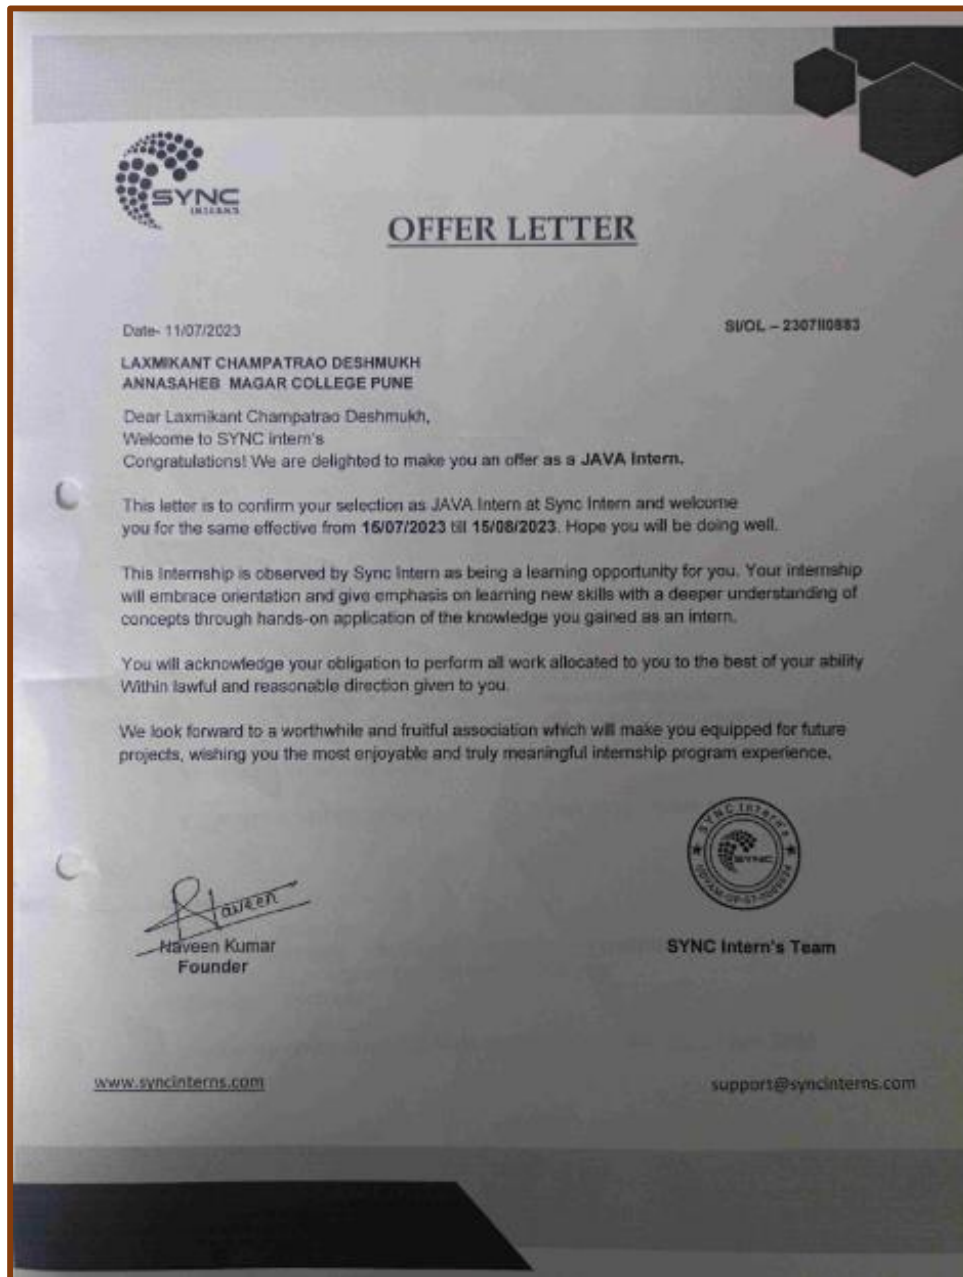 SYNC
INTERN'S
OFFER LETTER
Date- 11/07/2023
SI/OL – 2307II0883
LAXMIKANT CHAMPATRAO DESHMUKH
ANNASAHEB MAGAR COLLEGE PUNE
Dear Laxmikant Champatrao Deshmukh,
Welcome to SYNC intern's
Congratulations! We are delighted to make you an offer as a JAVA Intern.
This letter is to confirm your selection as JAVA Intern at Sync Intern and welcome
you for the same effective from 15/07/2023 till 15/08/2023. Hope you will be doing well.
This Internship is observed by Sync Intern as being a learning opportunity for you. Your internship
will embrace orientation and give emphasis on learning new skills with a deeper understanding of
concepts through hands-on application of the knowledge you gained as an intern.
You will acknowledge your obligation to perform all work allocated to you to the best of your ability
Within lawful and reasonable direction given to you.
We look forward to a worthwhile and fruitful association which will make you equipped for future
projects, wishing you the most enjoyable and truly meaningful internship program experience.
SYNC Intern's
SYNC
Naveen
Naveen Kumar
Founder
SYNC Intern's Team
www.syncinterns.com
support@syncinterns.com